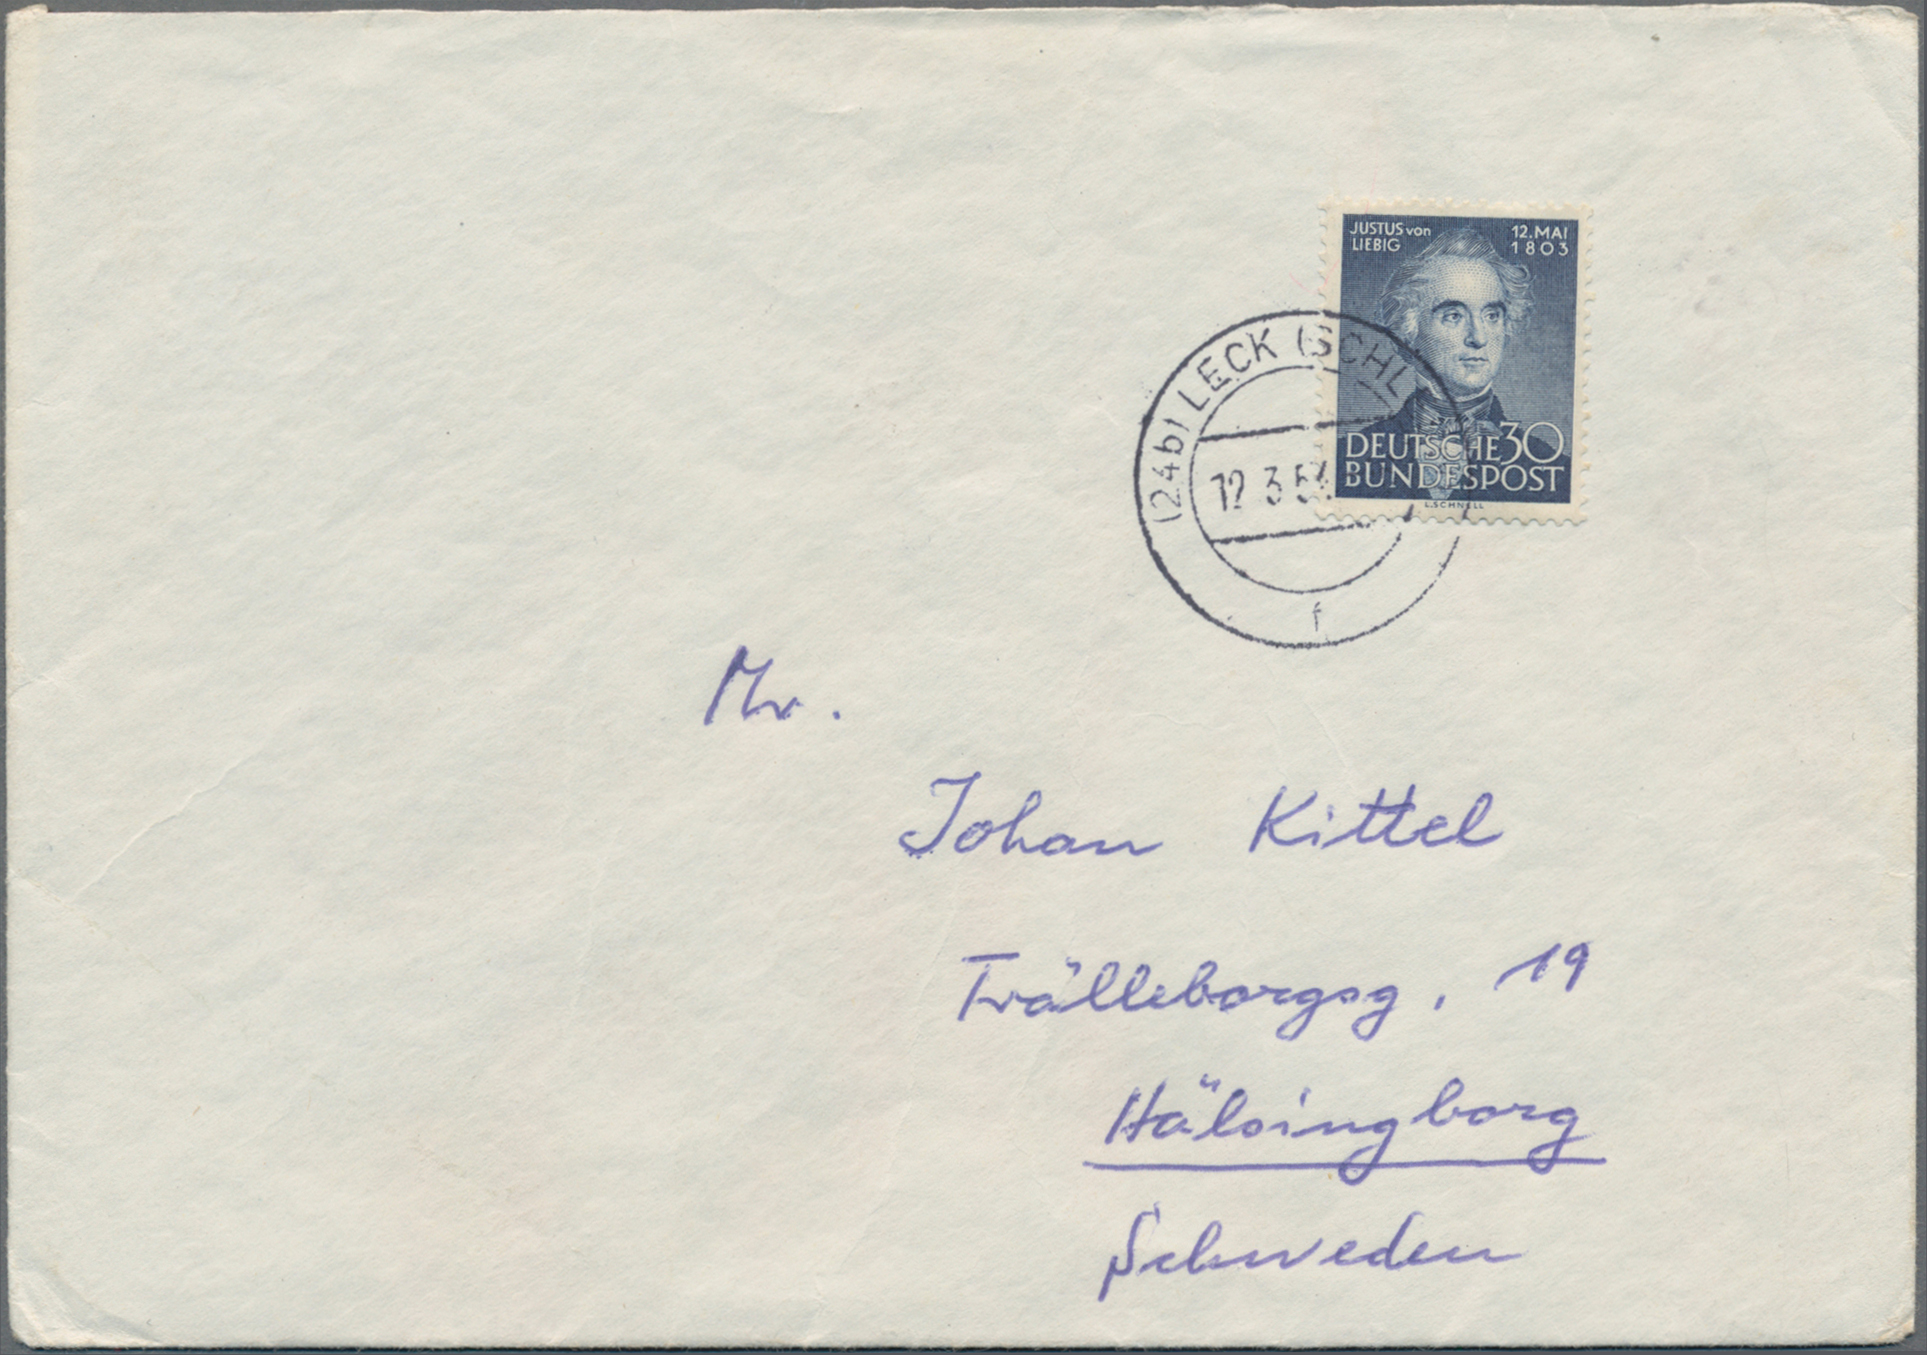 JUSTUS von
LIEBIG
12. MAI
1803
DEUTSCHE 30
BUNDESPOST
L.SCHNELL
(24b) LECK (SCHL
12. 3. 5
f
Mr.
Johan Kittel
Trälleborgsg. 19
Hälsingborg
Schweden